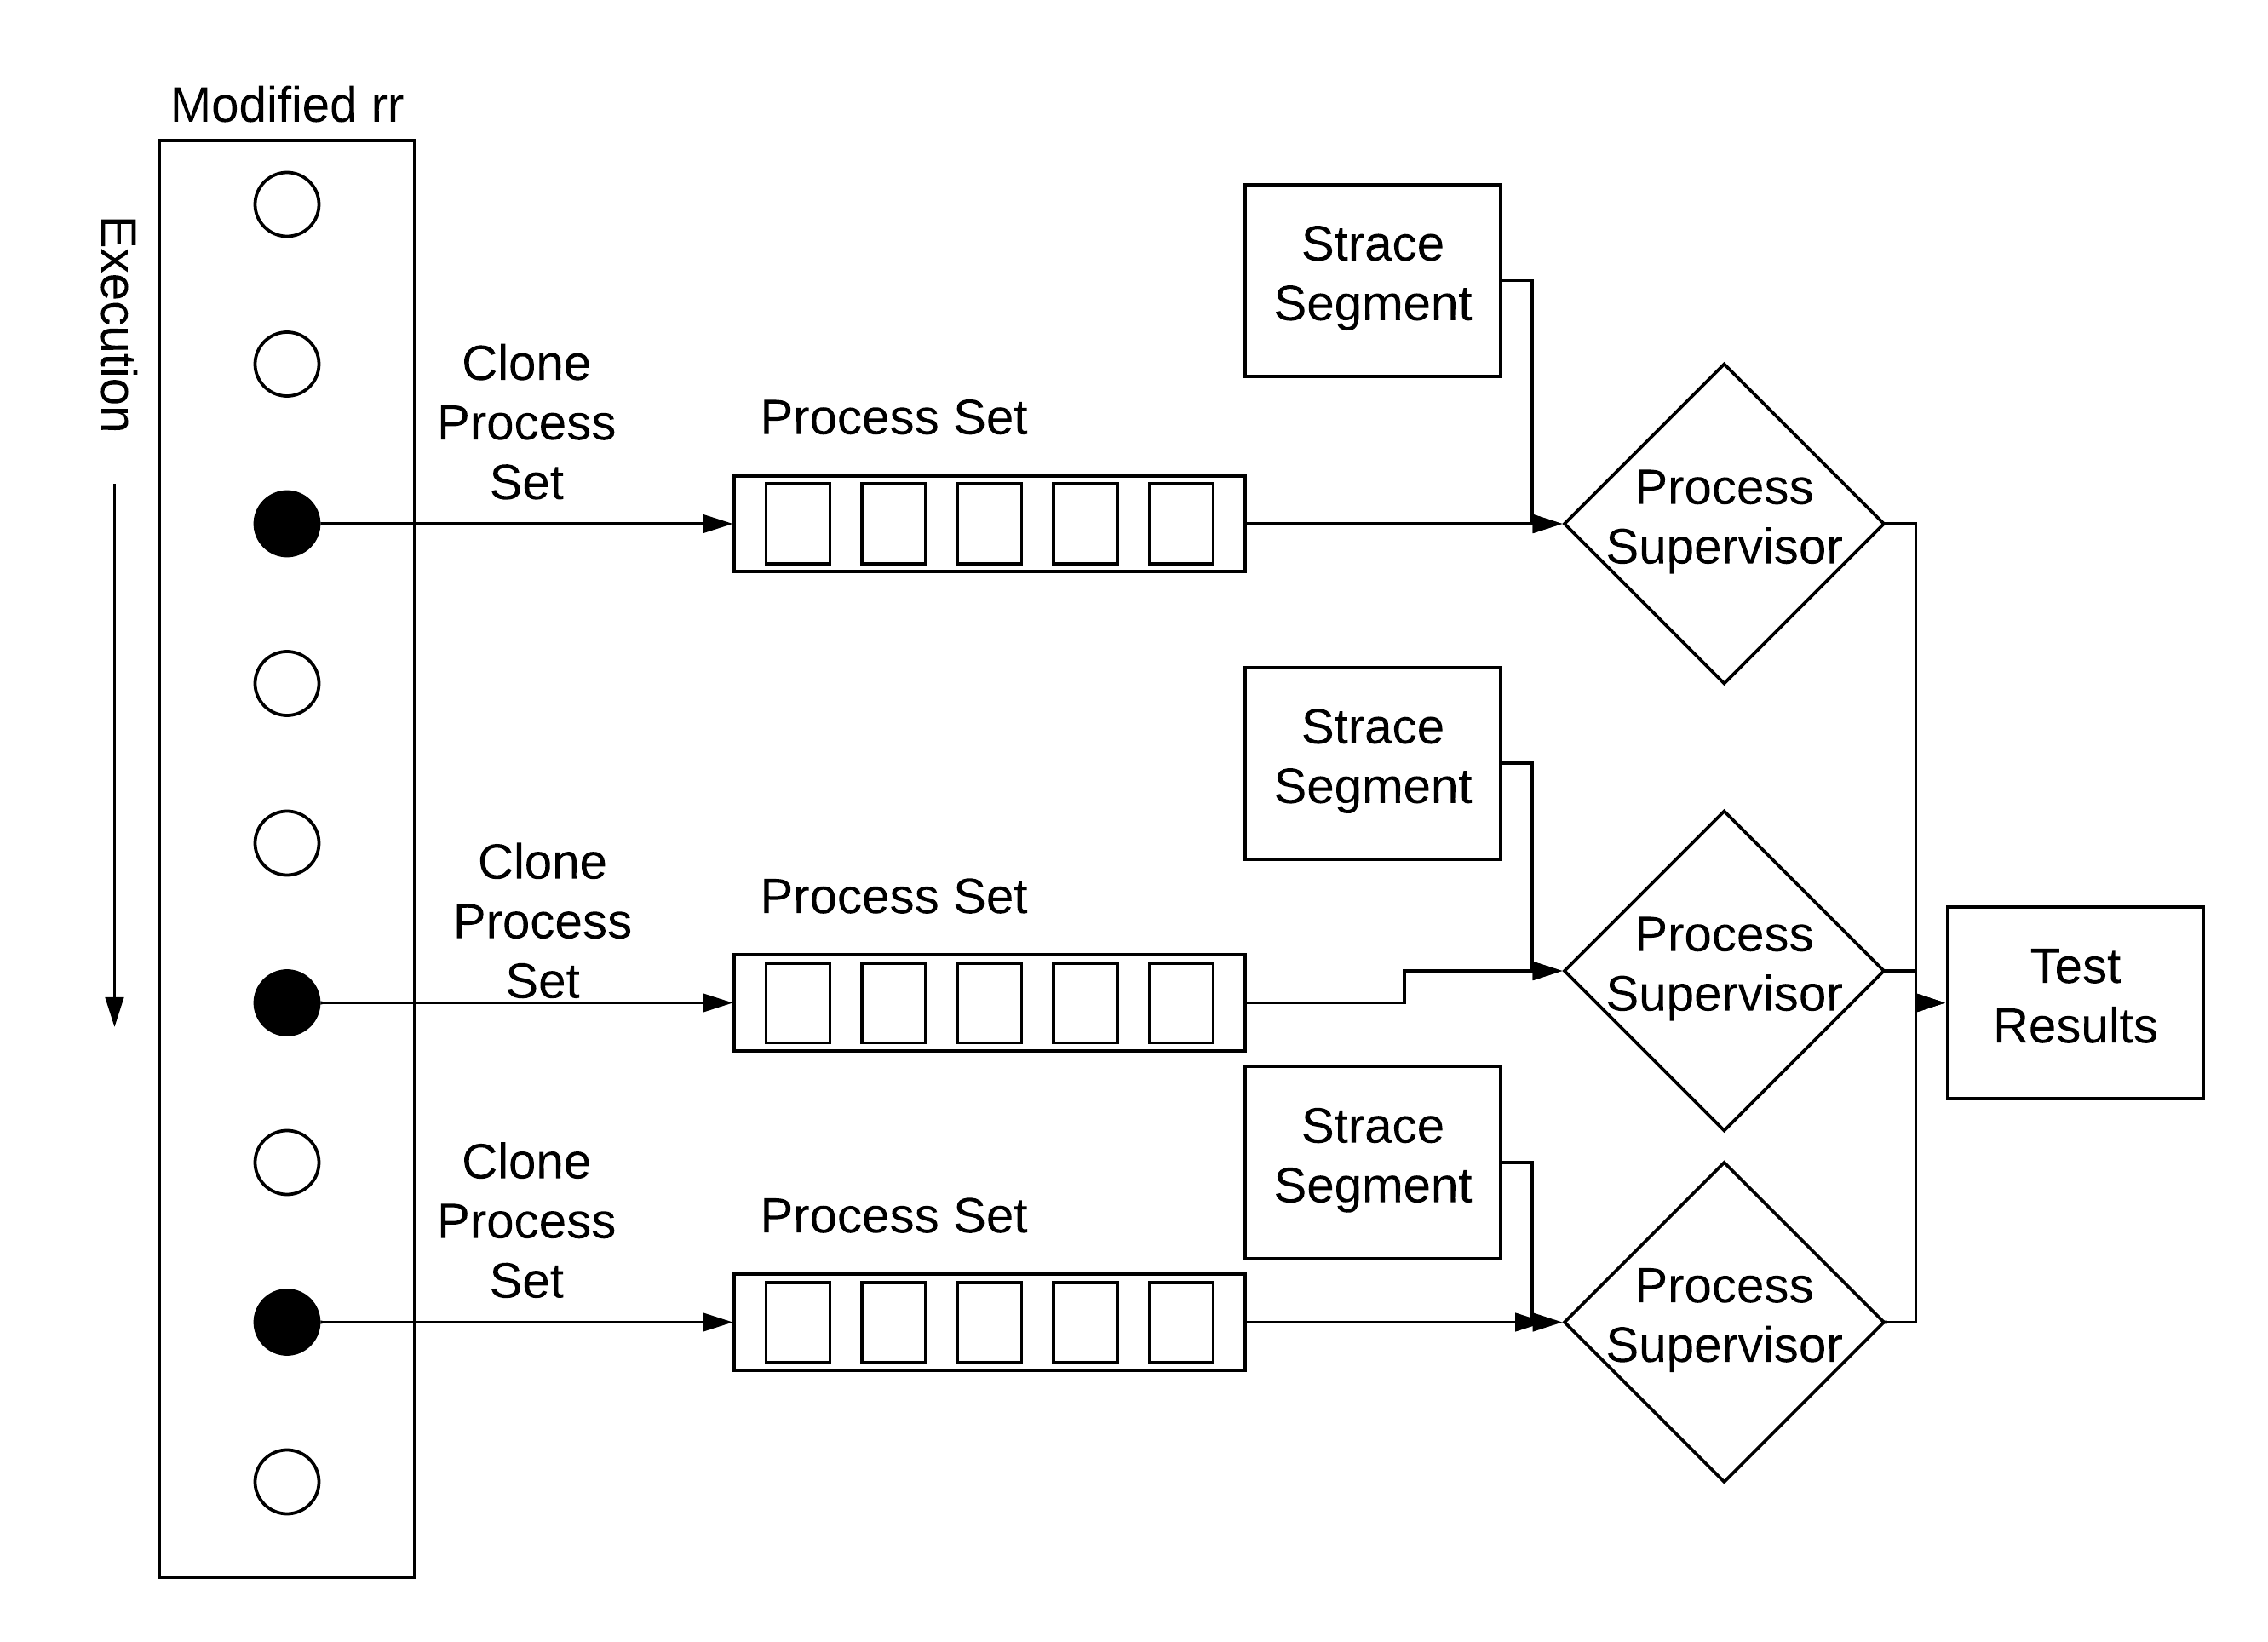 Modified rr
Execution
Clone
Process
Set
Process Set
Strace
Segment
Process
Supervisor
Clone
Process
Set
Process Set
Strace
Segment
Process
Supervisor
Test
Results
Clone
Process
Set
Process Set
Strace
Segment
Process
Supervisor